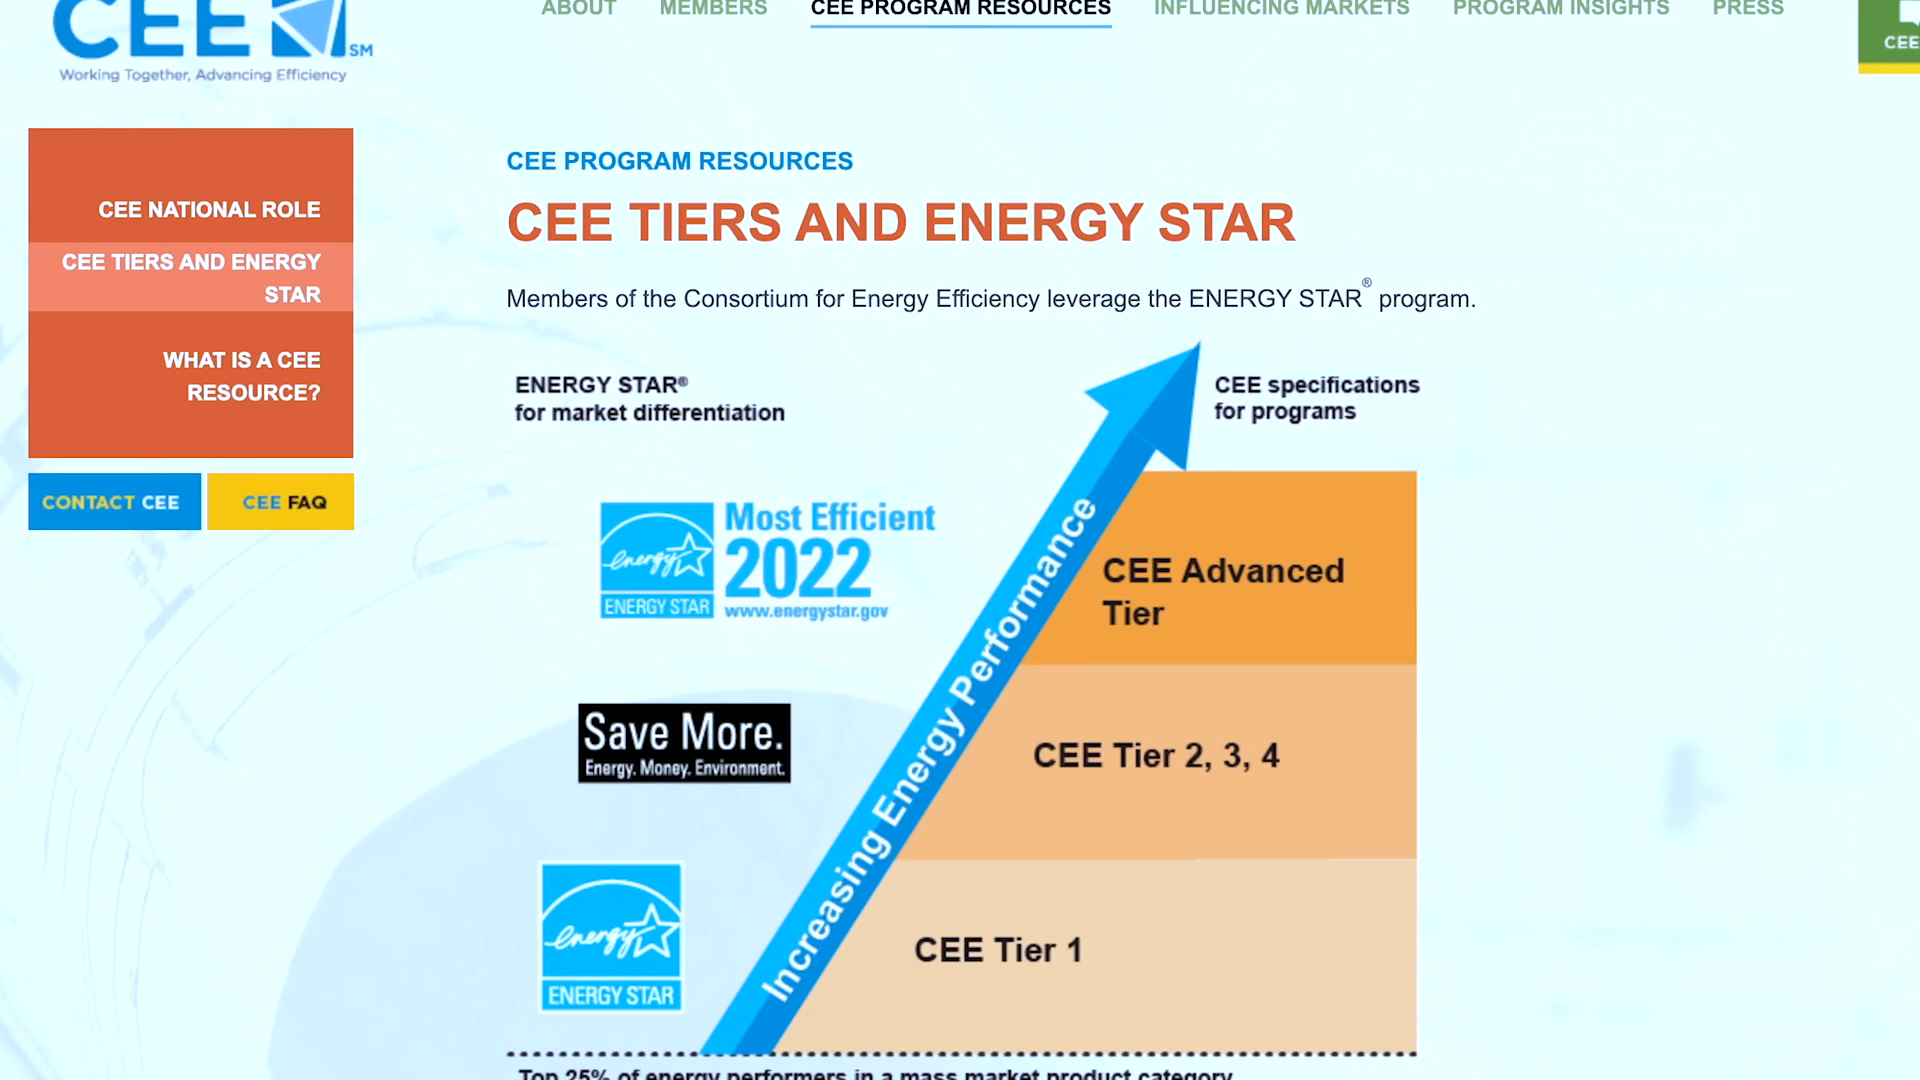 CEE SM
Working Together, Advancing Efficiency
ABOUT MEMBERS CEE PROGRAM RESOURCES INFLUENCING MARKETS PROGRAM INSIGHTS PRESS
CEE
CEE NATIONAL ROLE
CEE TIERS AND ENERGY
STAR
WHAT IS A CEE
RESOURCE?
CONTACT CEE
CEE FAQ
CEE PROGRAM RESOURCES
CEE TIERS AND ENERGY STAR
Members of the Consortium for Energy Efficiency leverage the ENERGY STAR® program.
ENERGY STAR®
for market differentiation
CEE specifications
for programs
energy
ENERGY STAR
Most Efficient
2022
www.energystar.gov
Save More.
Energy. Money. Environment.
energy
ENERGY STAR
Increasing Energy Performance
CEE Advanced
Tier
CEE Tier 2, 3, 4
CEE Tier 1
Top 25% of energy performers in a mass market product category